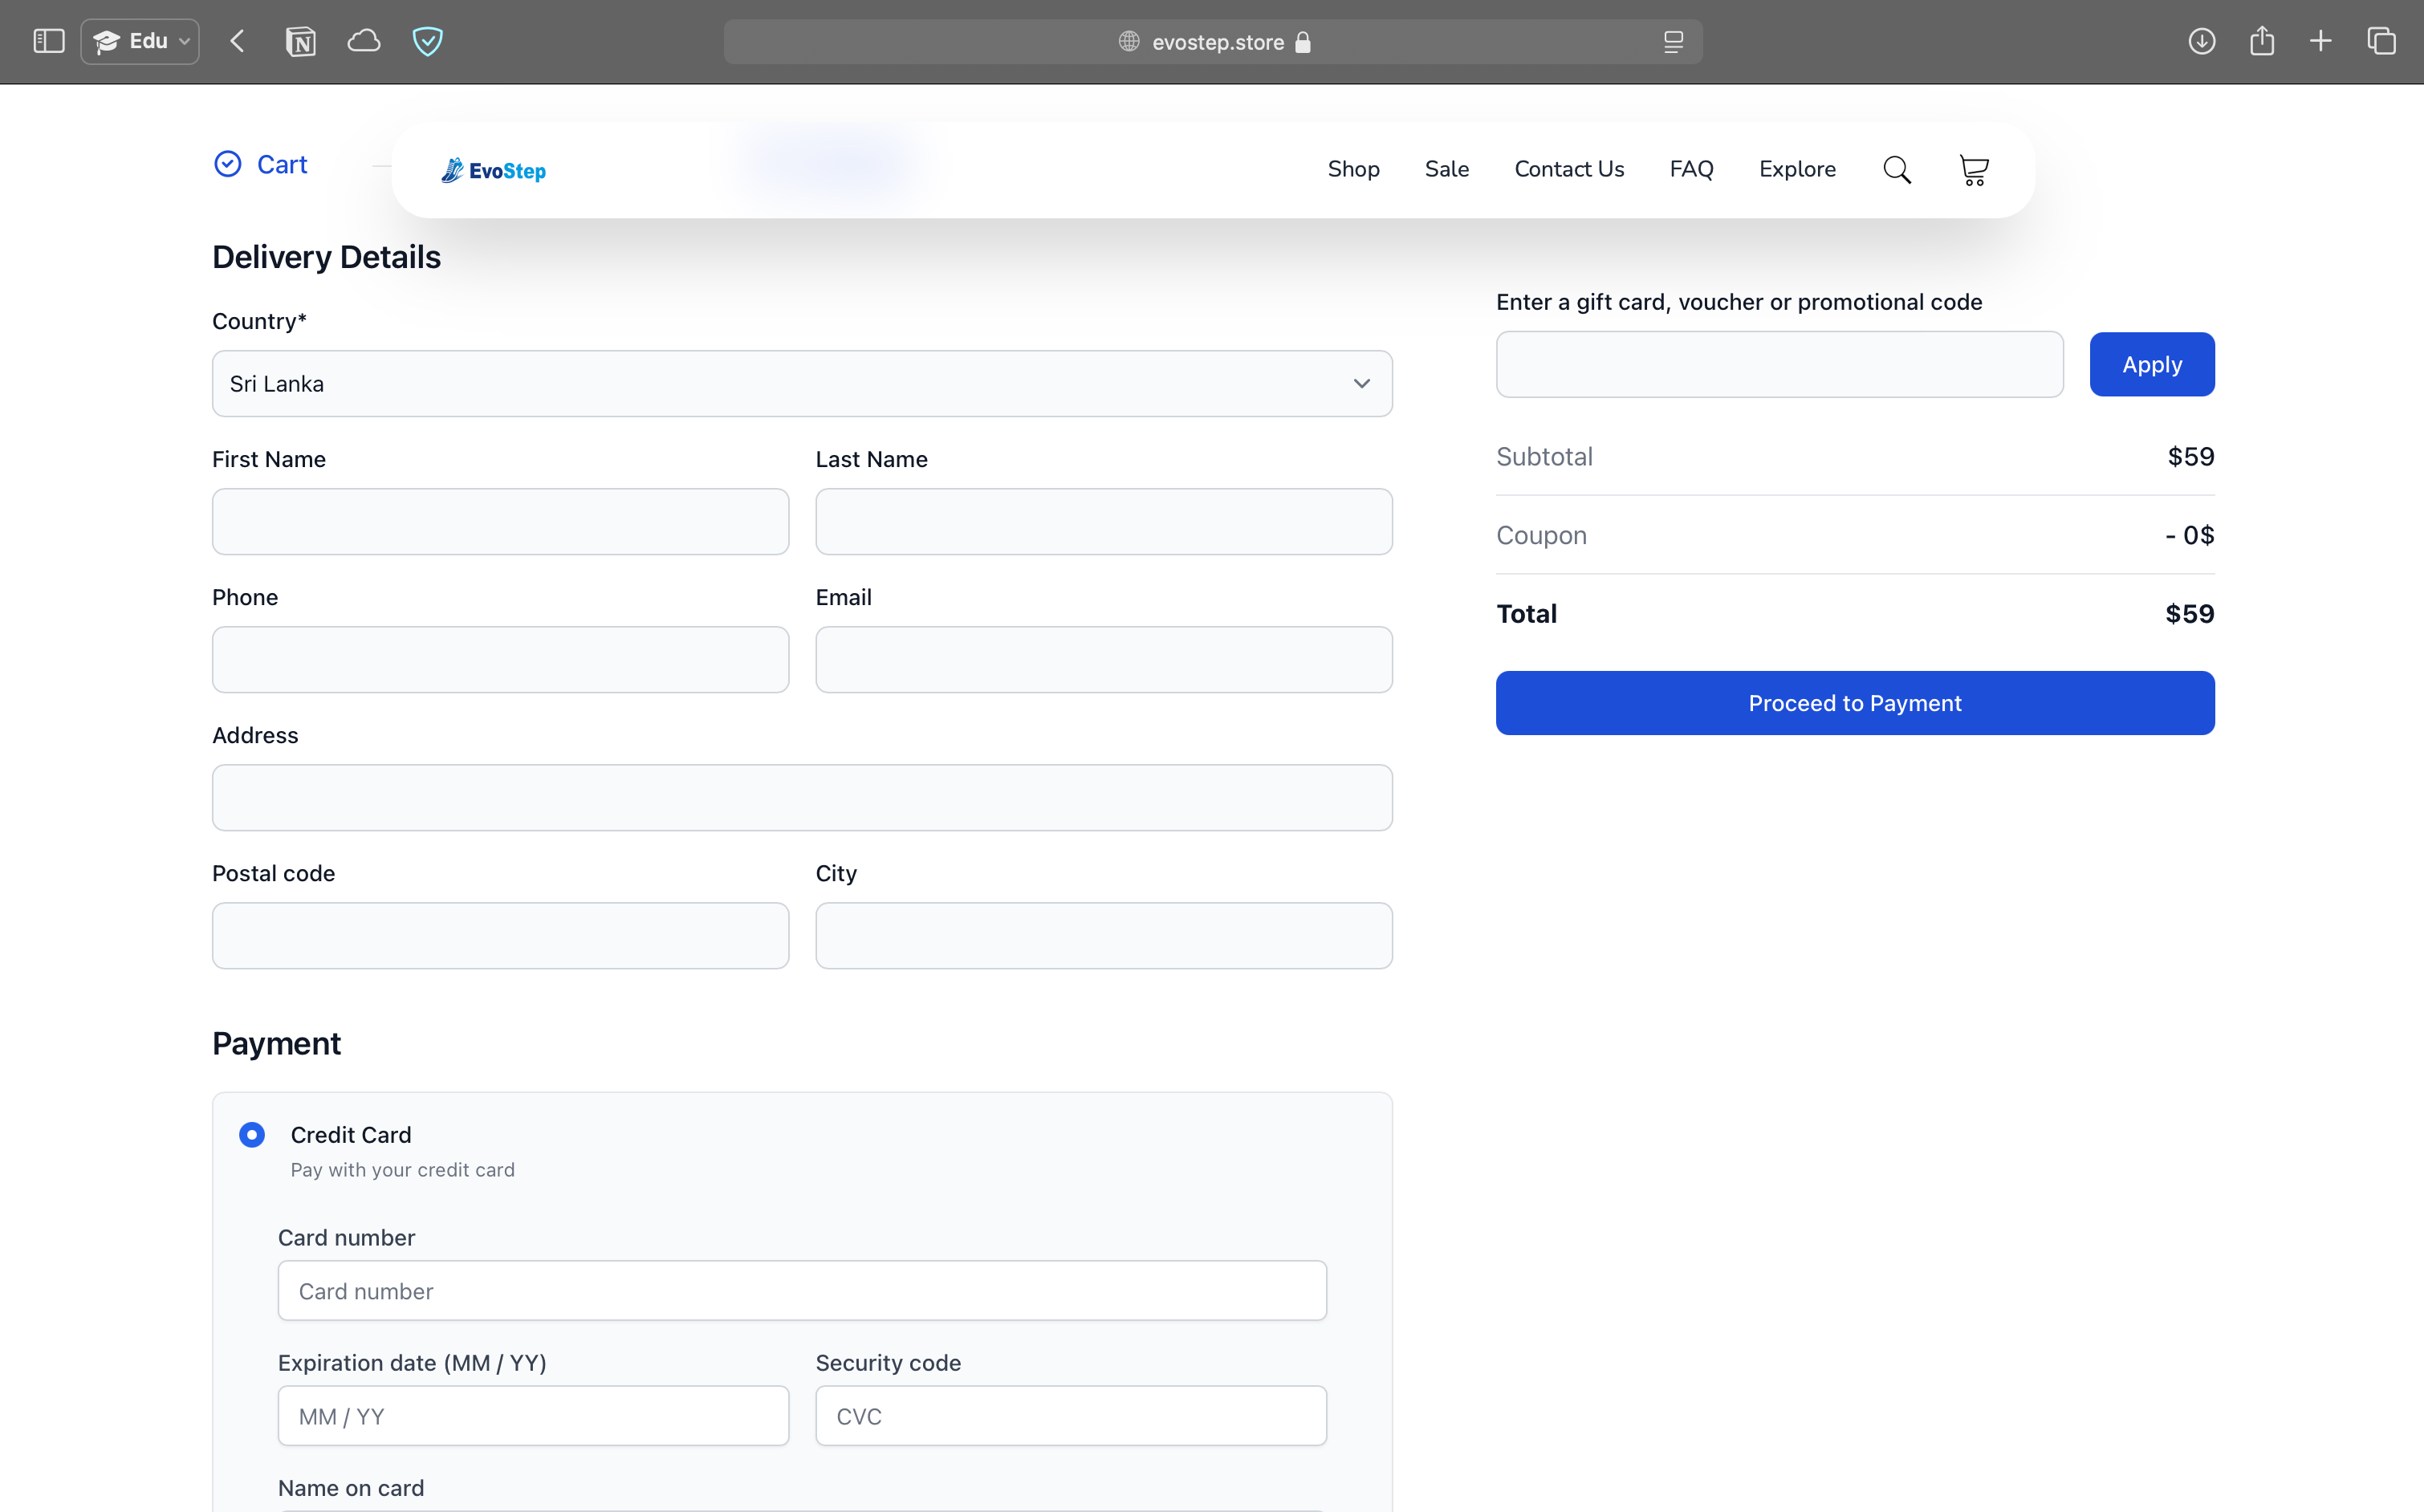 Edu
evostep.store
Cart
EvoStep
Shop Sale Contact Us FAQ Explore
Delivery Details
Country*
Sri Lanka
First Name Last Name
Phone Email
Address
Postal code City
Payment
Credit Card
Pay with your credit card
Card number
Card number
Expiration date (MM / YY) Security code
MM / YY CVC
Name on card
Enter a gift card, voucher or promotional code
Apply
Subtotal $59
Coupon - 0$
Total $59
Proceed to Payment